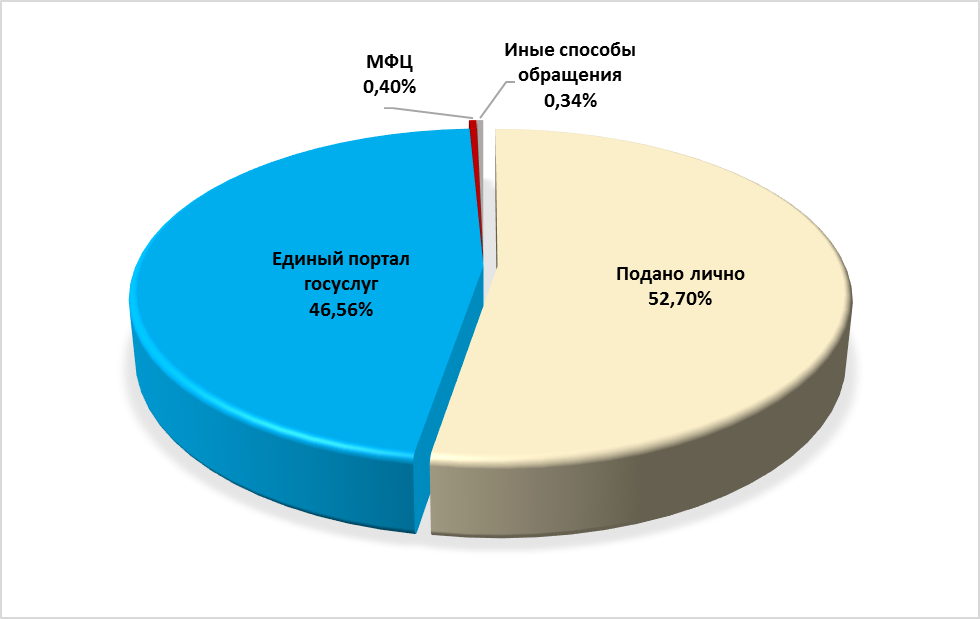 МФЦ
0,40%
Иные способы
обращения
0,34%
Единый портал
госуслуг
46,56%
Подано лично
52,70%